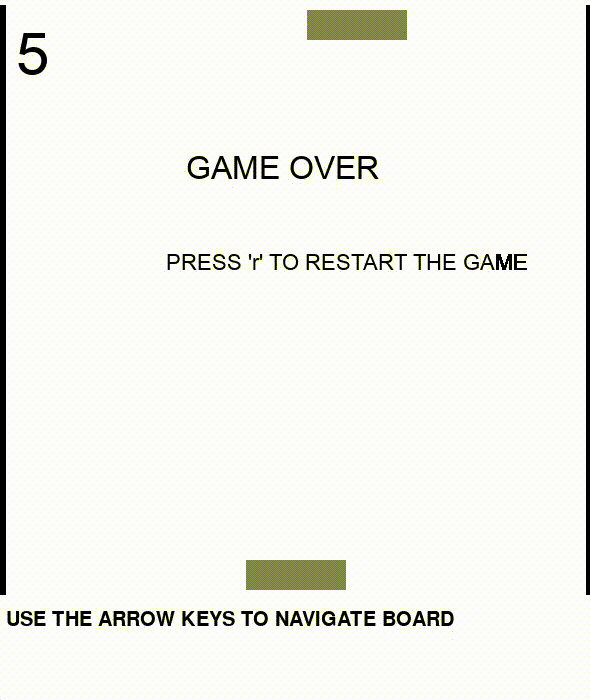 5
GAME OVER
PRESS 'r' TO RESTART THE GAME
USE THE ARROW KEYS TO NAVIGATE BOARD